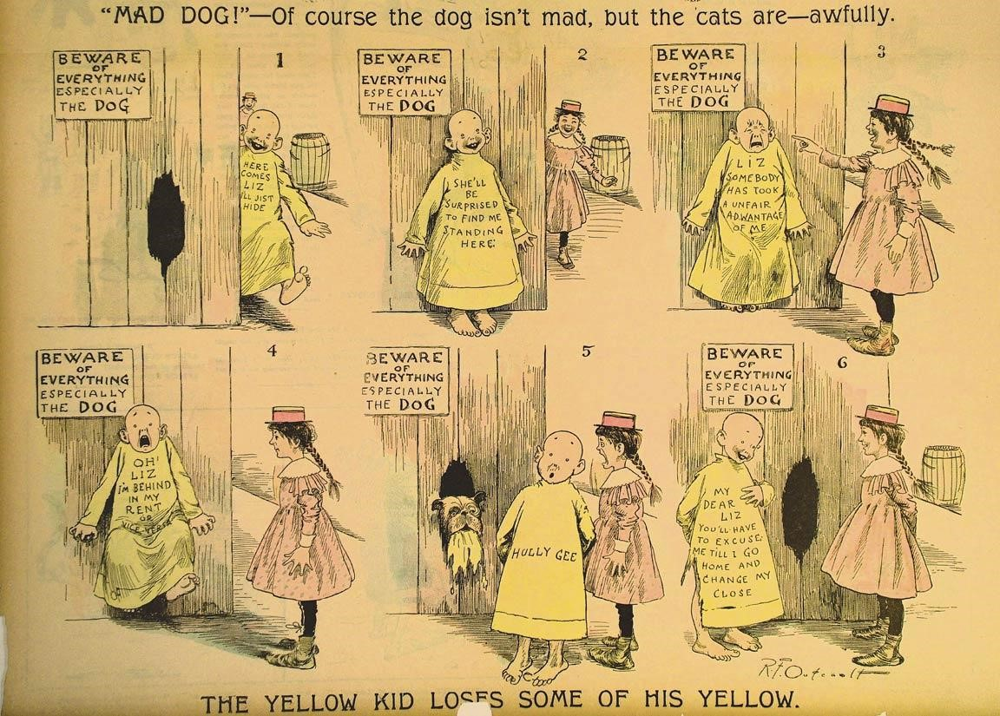 "MAD DOG!"—Of course the dog isn't mad, but the cats are—awfully.
1
BEWARE
OF
EVERYTHING
ESPECIALLY
THE DOG
HERE
COMES
LIZ
I'LL JIST
HIDE
2
BEWARE
OF
EVERYTHING
ESPECIALLY
THE DOG
SHE'LL
BE
SURPRISED
TO FIND ME
STANDING
HERE.
3
BEWARE
OF
EVERYTHING
ESPECIALLY
THE DOG
LIZ
SOMEBODY
HAS TOOK
A UNFAIR
ADVANTAGE
OF ME
4
BEWARE
OF
EVERYTHING
ESPECIALLY
THE DOG
OH!
LIZ
I'M BEHIND
IN MY
RENT
OR
VICE VERSA
5
BEWARE
OF
EVERYTHING
ESPECIALLY
THE DOG
HULLY GEE
6
BEWARE
OF
EVERYTHING
ESPECIALLY
THE DOG
MY
DEAR
LIZ
YOU'LL HAVE
TO EXCUSE
ME TILL I GO
HOME AND
CHANGE MY
CLOSE
R.F. Outcault
THE YELLOW KID LOSES SOME OF HIS YELLOW.